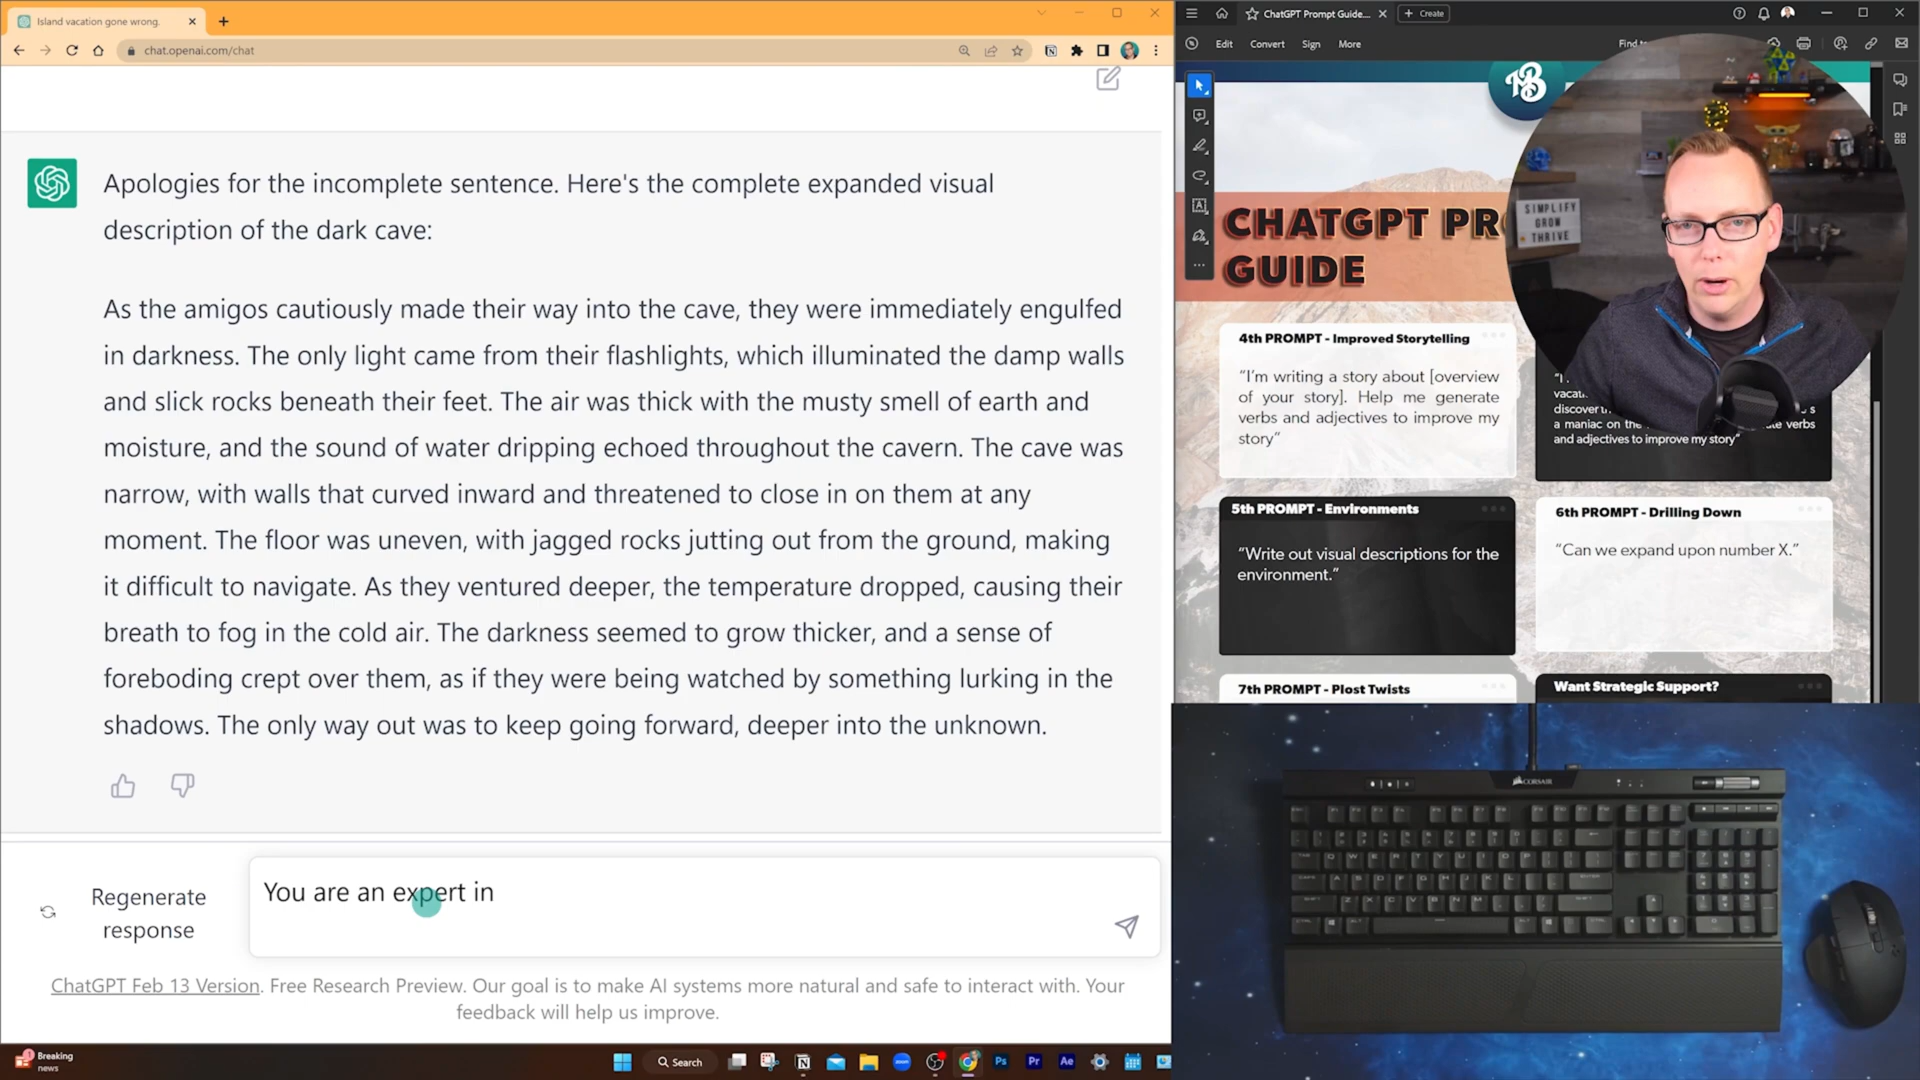 Island vacation gone wrong.
chat.openai.com/chat
Apologies for the incomplete sentence. Here's the complete expanded visual
description of the dark cave:
As the amigos cautiously made their way into the cave, they were immediately engulfed
in darkness. The only light came from their flashlights, which illuminated the damp walls
and slick rocks beneath their feet. The air was thick with the musty smell of earth and
moisture, and the sound of water dripping echoed throughout the cavern. The cave was
narrow, with walls that curved inward and threatened to close in on them at any
moment. The floor was uneven, with jagged rocks jutting out from the ground, making
it difficult to navigate. As they ventured deeper, the temperature dropped, causing their
breath to fog in the cold air. The darkness seemed to grow thicker, and a sense of
foreboding crept over them, as if they were being watched by something lurking in the
shadows. The only way out was to keep going forward, deeper into the unknown.
Regenerate
response
You are an expert in
ChatGPT Feb 13 Version. Free Research Preview. Our goal is to make AI systems more natural and safe to interact with. Your
feedback will help us improve.
1
Breaking
news
Search
zoom
Ps
Pr
Ae
ChatGPT Prompt Guide...
+ Create
Edit Convert Sign More
Find
CHATGPT PR
GUIDE
SIMPLIFY
GROW
THRIVE
4th PROMPT - Improved Storytelling
“I'm writing a story about [overview
of your story]. Help me generate
verbs and adjectives to improve my
story”
discover
a maniac on the verbs
and adjectives to improve my story”
5th PROMPT - Environments
“Write out visual descriptions for the
environment.”
6th PROMPT - Drilling Down
“Can we expand upon number X.”
7th PROMPT - Plost Twists
Want Strategic Support?
CORSAIR